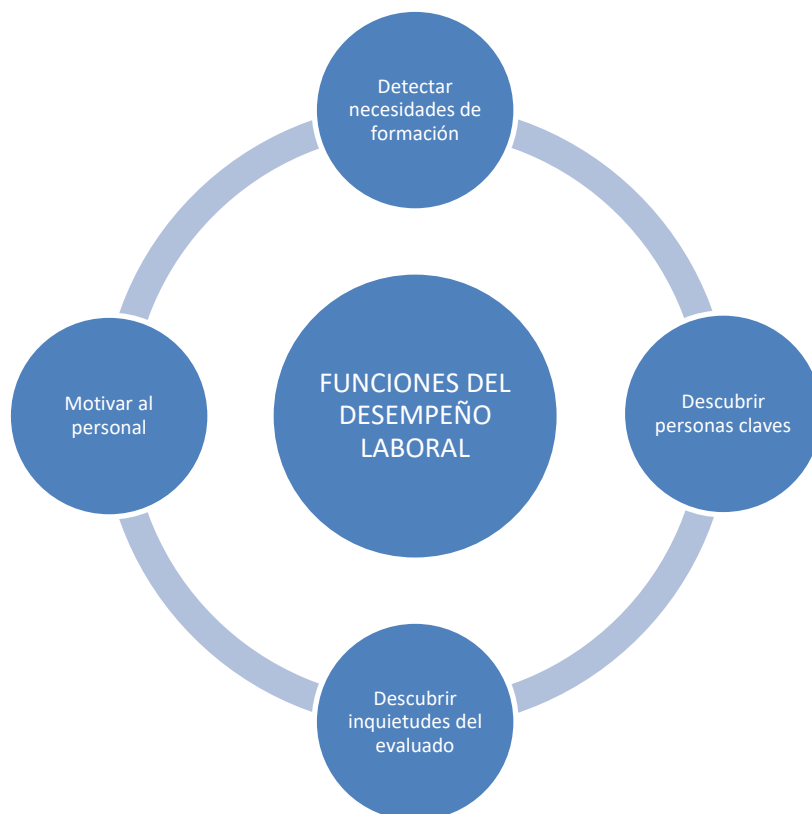 Detectar
necesidades de
formación
FUNCIONES DEL
DESEMPEÑO
LABORAL
Motivar al
personal
Descubrir
personas claves
Descubrir
inquietudes del
evaluado